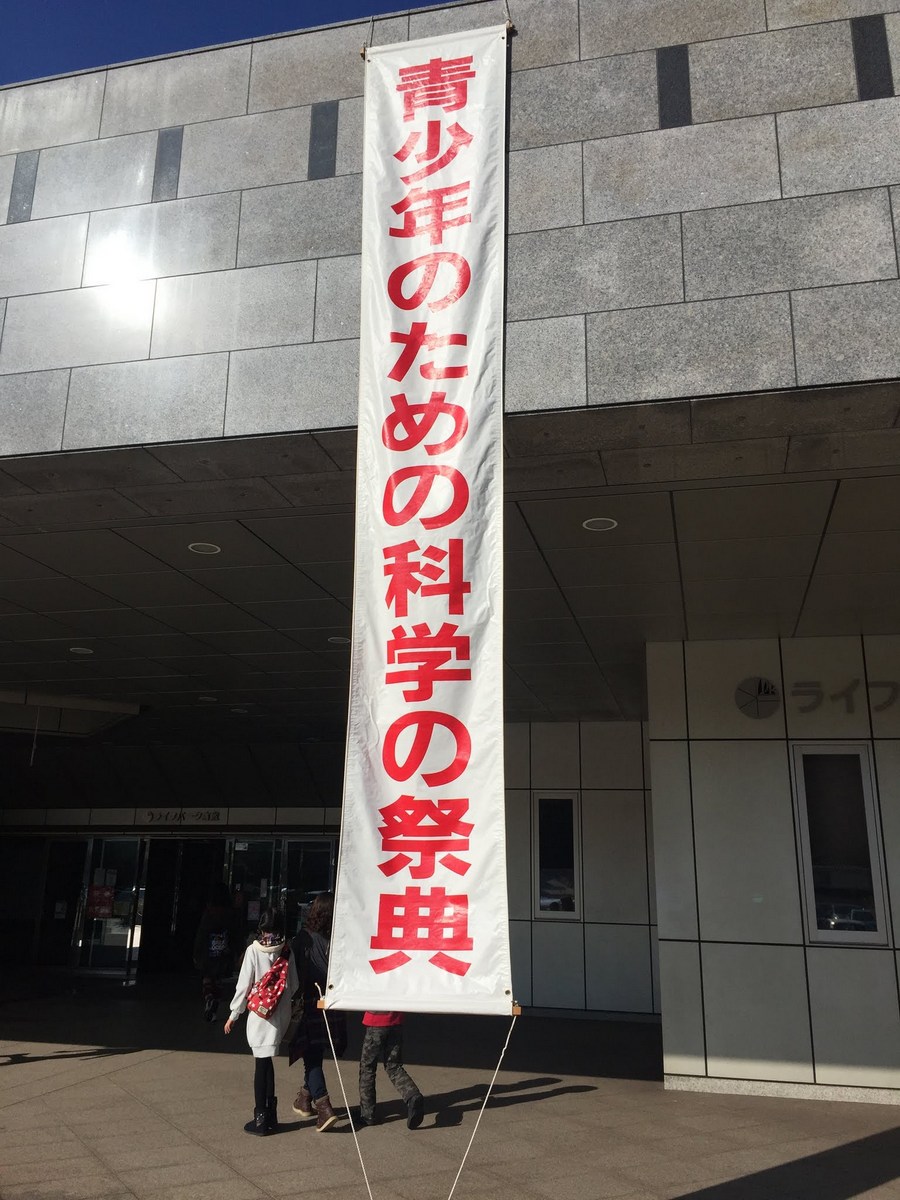 青少年のための科学の祭典
ライフ